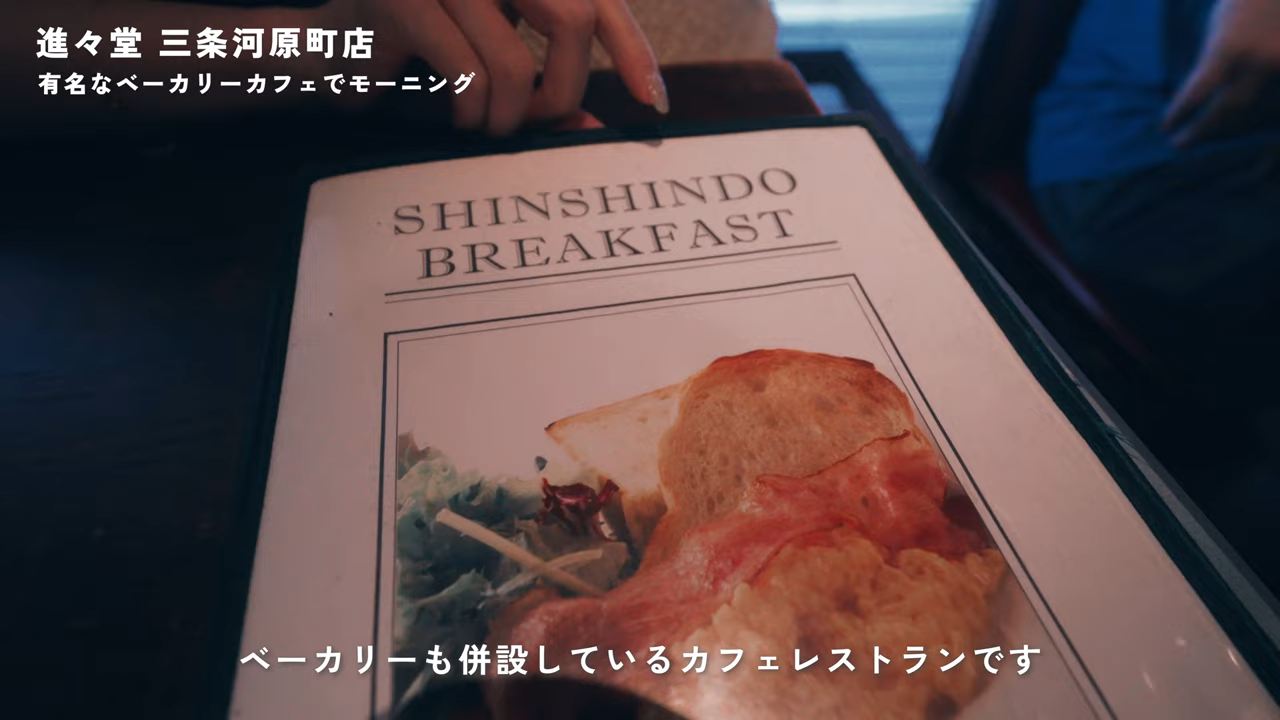 進々堂 三条河原町店
有名なベーカリーカフェでモーニング
SHINSHINDO
BREAKFAST
ベーカリーも併設しているカフェレストランです